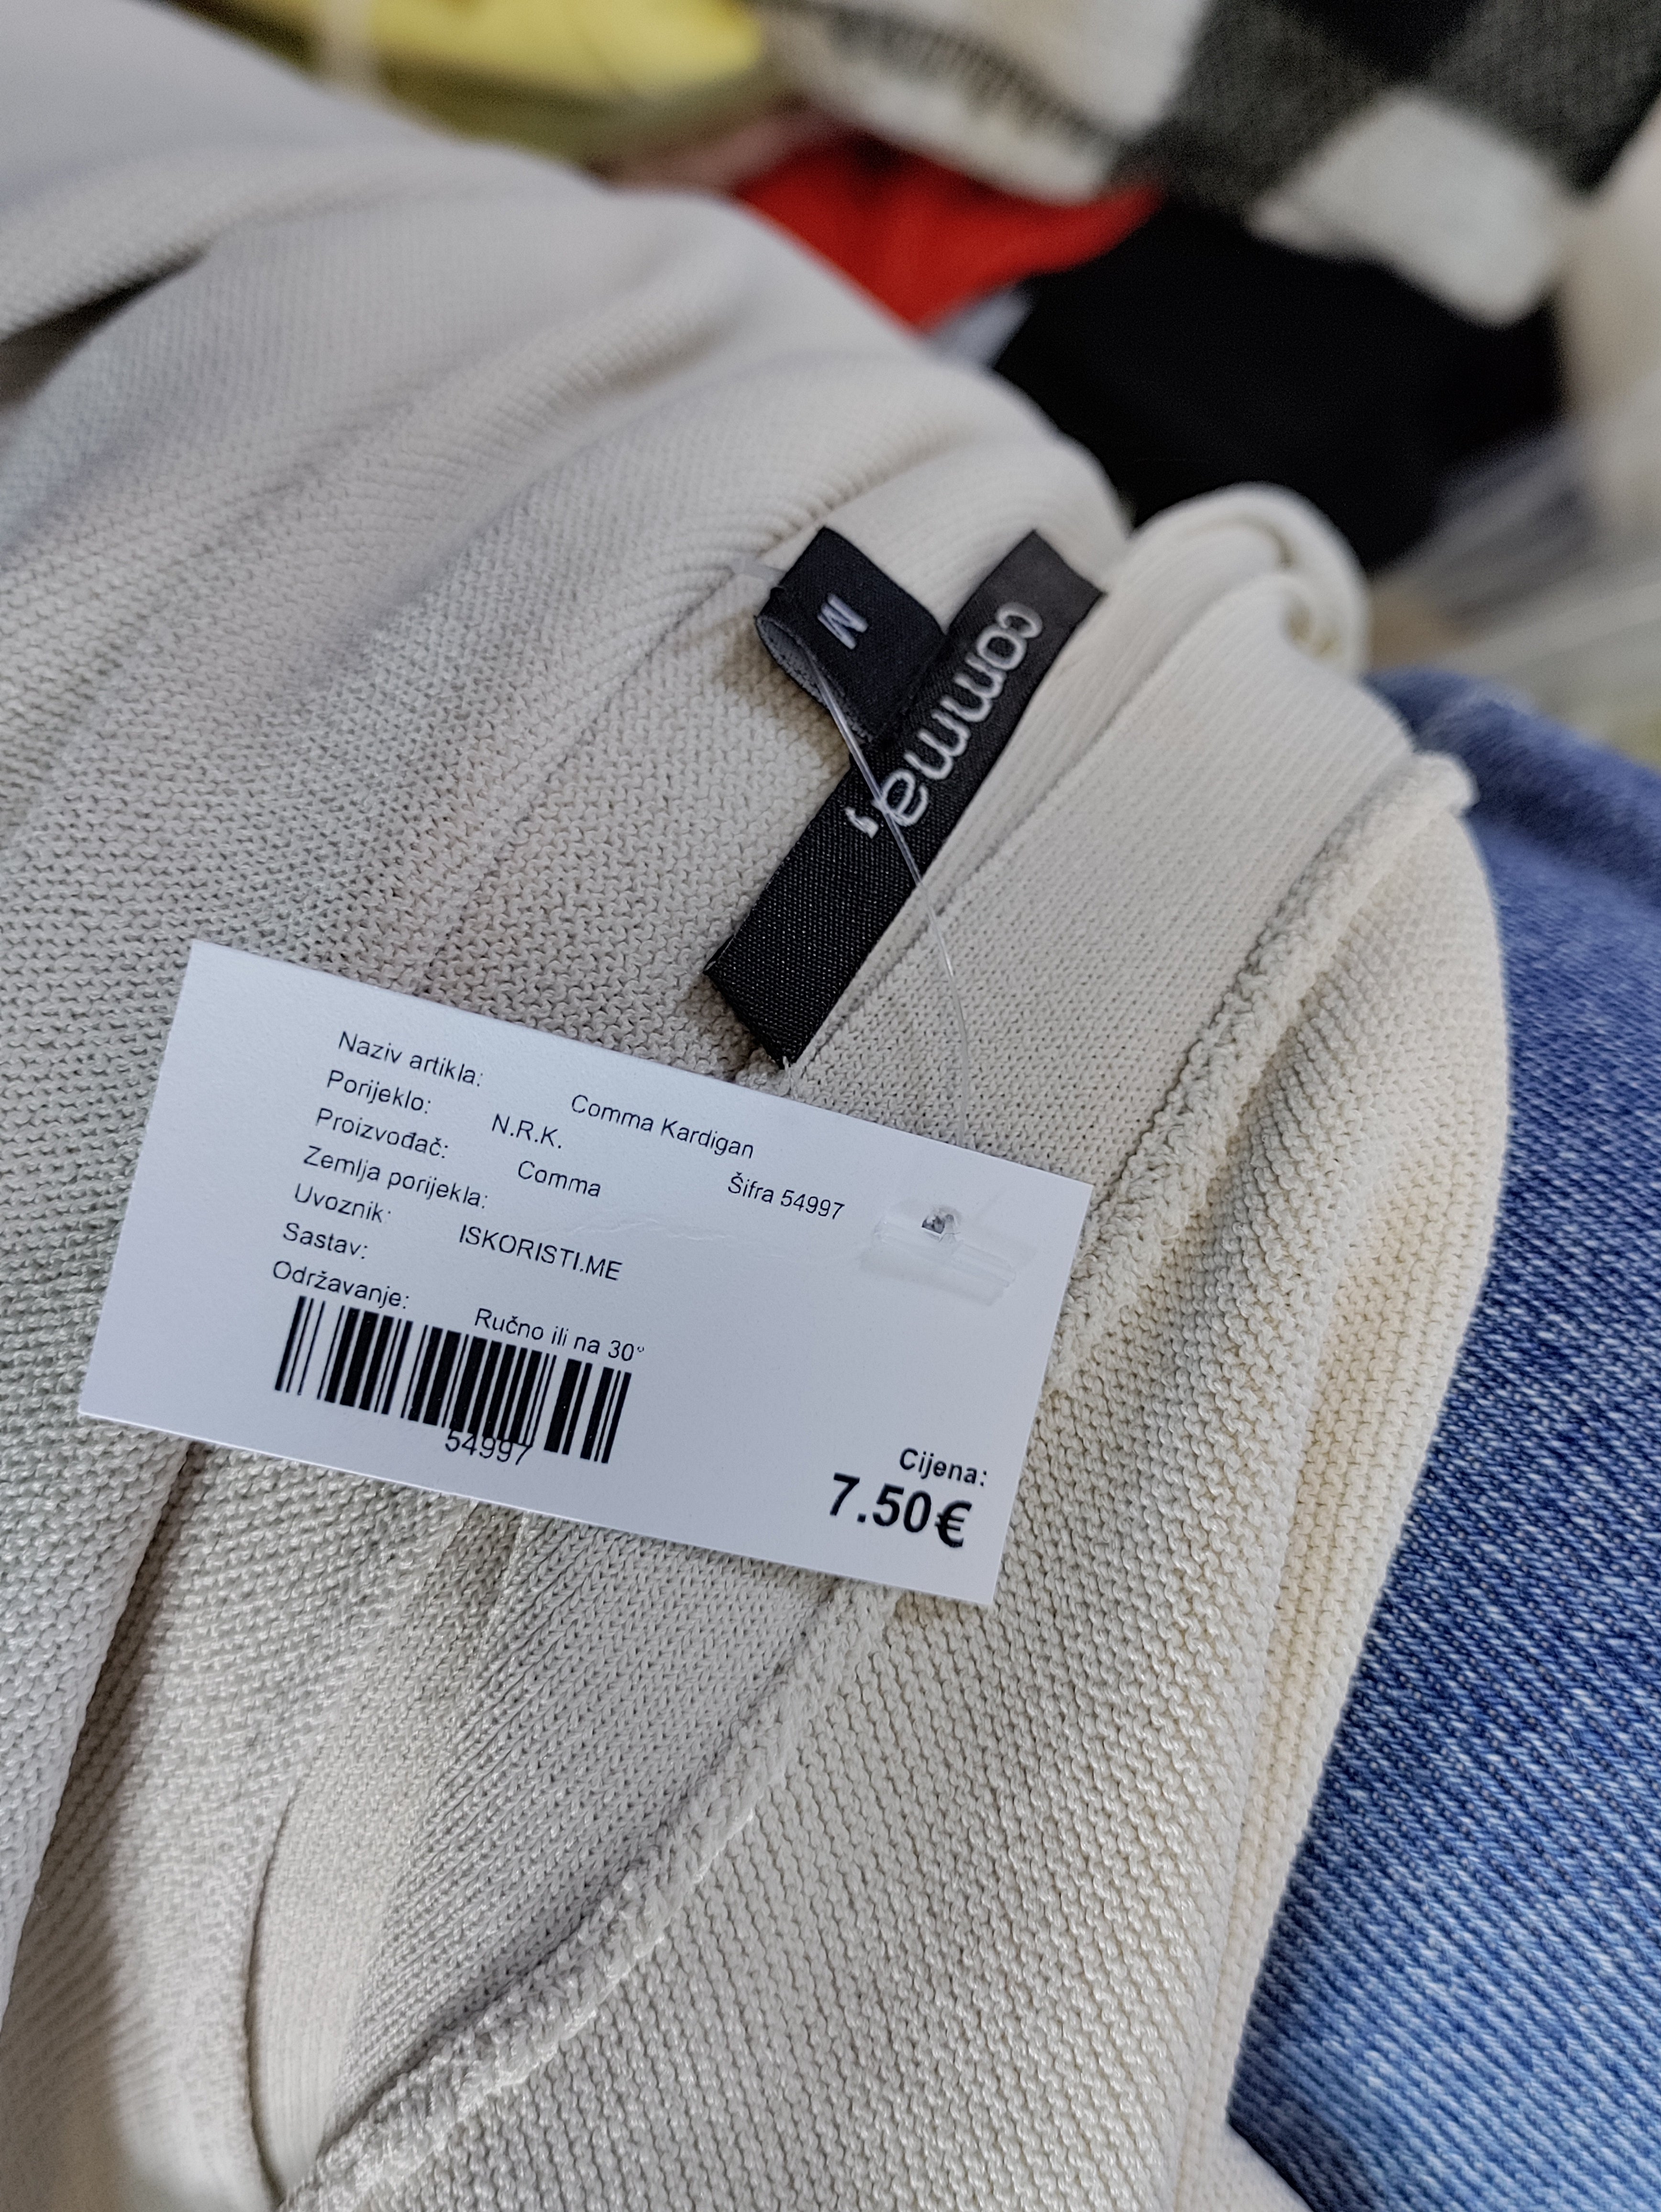 M
comma,
Naziv artikla: Comma Kardigan
Porijeklo: N.R.K.
Proizvođač: Comma Šifra 54997
Zemlja porijekla:
Uvoznik: ISKORISTI.ME
Sastav:
Održavanje: Ručno ili na 30°
54997
Cijena:
7.50€